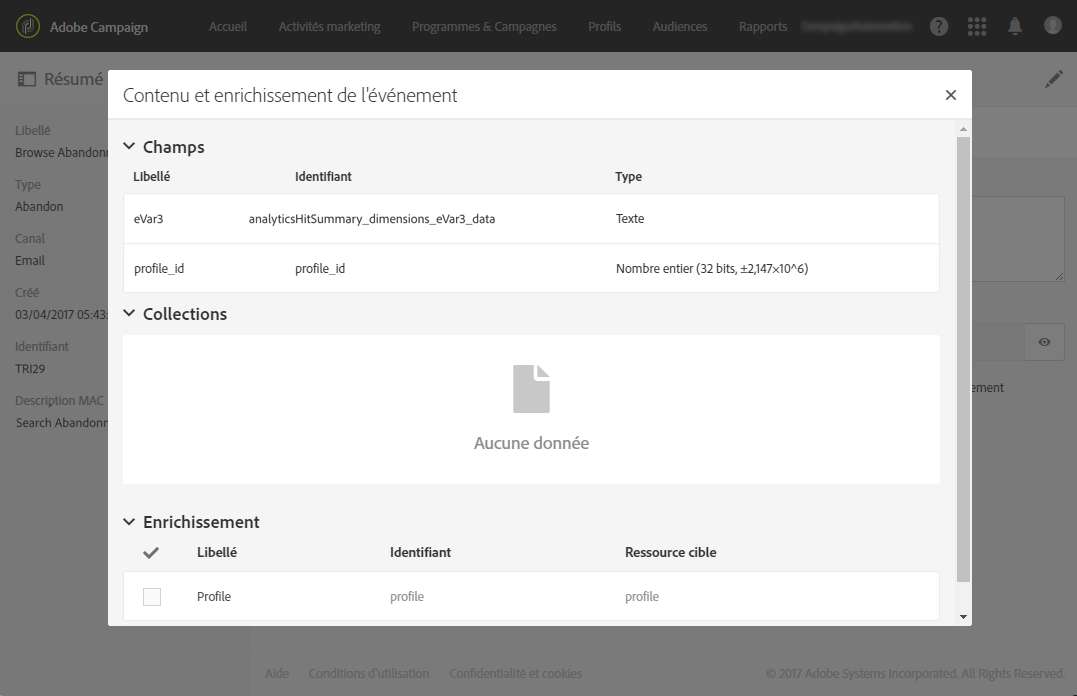 Adobe Campaign Accueil Activités marketing Programmes & Campagnes Profils Audiences Rapports ?
Résumé
Contenu et enrichissement de l'événement
Libellé
Browse Abandonn
Type
Abandon
Canal
Email
Créé
03/04/2017 05:43:
Identifiant
TRI29
Description MAC
Search Abandonn
Champs
Libellé Identifiant Type
eVar3 analyticsHitSummary_dimensions_eVar3_data Texte
profile_id profile_id Nombre entier (32 bits, ±2,147×10^6)
Collections
Aucune donnée
Enrichissement
Libellé Identifiant Ressource cible
Profile profile profile
ement
Aide Conditions d'utilisation Confidentialité et cookies © 2017 Adobe Systems Incorporated. All Rights Reserved.